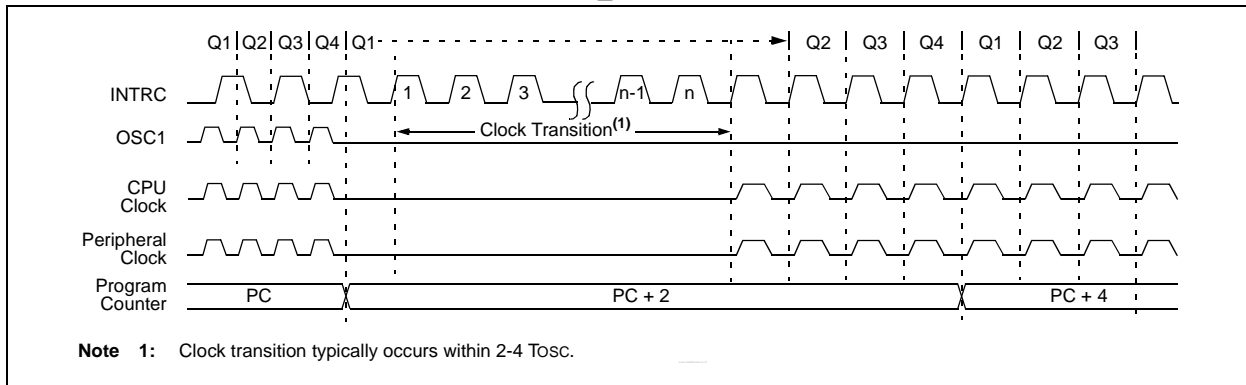 Q1 Q2 Q3 Q4 Q1 Q2 Q3 Q4 Q1 Q2 Q3
INTRC
1 2 3 n-1 n
Clock Transition(1)
OSC1
CPU
Clock
Peripheral
Clock
Program
Counter
PC PC + 2 PC + 4
Note 1: Clock transition typically occurs within 2-4 TOSC.